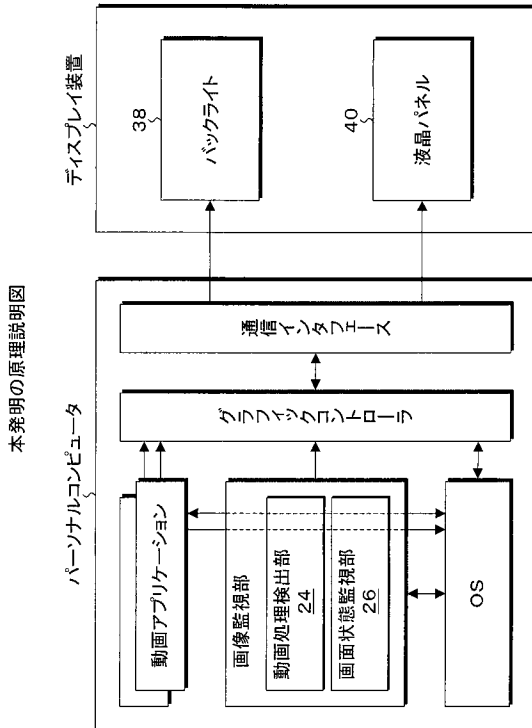 本発明の原理説明図
パーソナルコンピュータ
動画アプリケーション
画像監視部
動画処理検出部
24
画面状態監視部
26
OS
グラフィックコントローラ
通信インタフェース
ディスプレイ装置
38
バックライト
40
液晶パネル